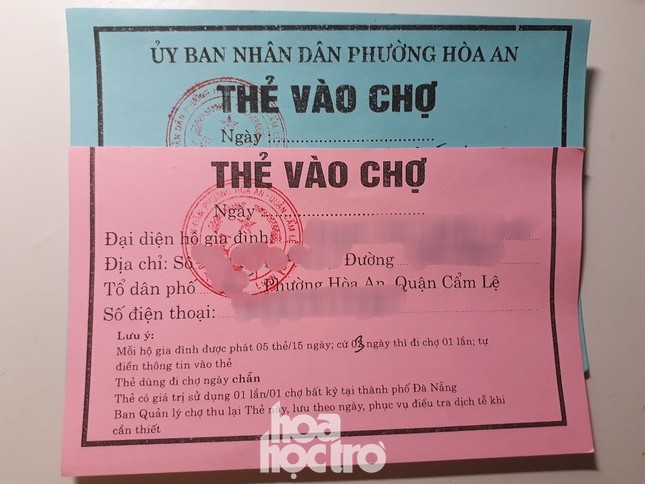 ỦY BAN NHÂN DÂN PHƯỜNG HÒA AN
THẺ VÀO CHỢ
Ngày :
THẺ VÀO CHỢ
Ngày
Đại diện hộ gia đình:
Địa chỉ: Số Đường
Tổ dân phố Phường Hòa An, Quận Cẩm Lệ
Số điện thoại:
Lưu ý:
Mỗi hộ gia đình được phát 05 thẻ/15 ngày; cứ 03 ngày thì đi chợ 01 lần; tự
điền thông tin vào thẻ
Thẻ dùng đi chợ ngày chẵn
Thẻ có giá trị sử dụng 01 lần/01 chợ bất kỳ tại thành phố Đà Nẵng
Ban Quản lý chợ thu lại Thẻ này, lưu theo ngày, phục vụ điều tra dịch tễ khi
cần thiết
hoa
học trò